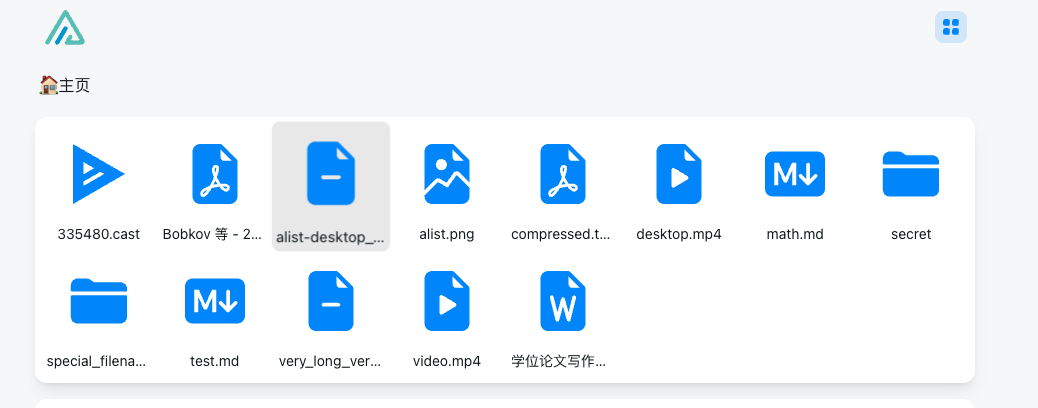 🏠主页
335480.cast
Bobkov 等 - 2...
alist-desktop_...
alist.png
compressed.t...
desktop.mp4
M↓
math.md
secret
special_filena...
M↓
test.md
very_long_ver...
video.mp4
W
学位论文写作...